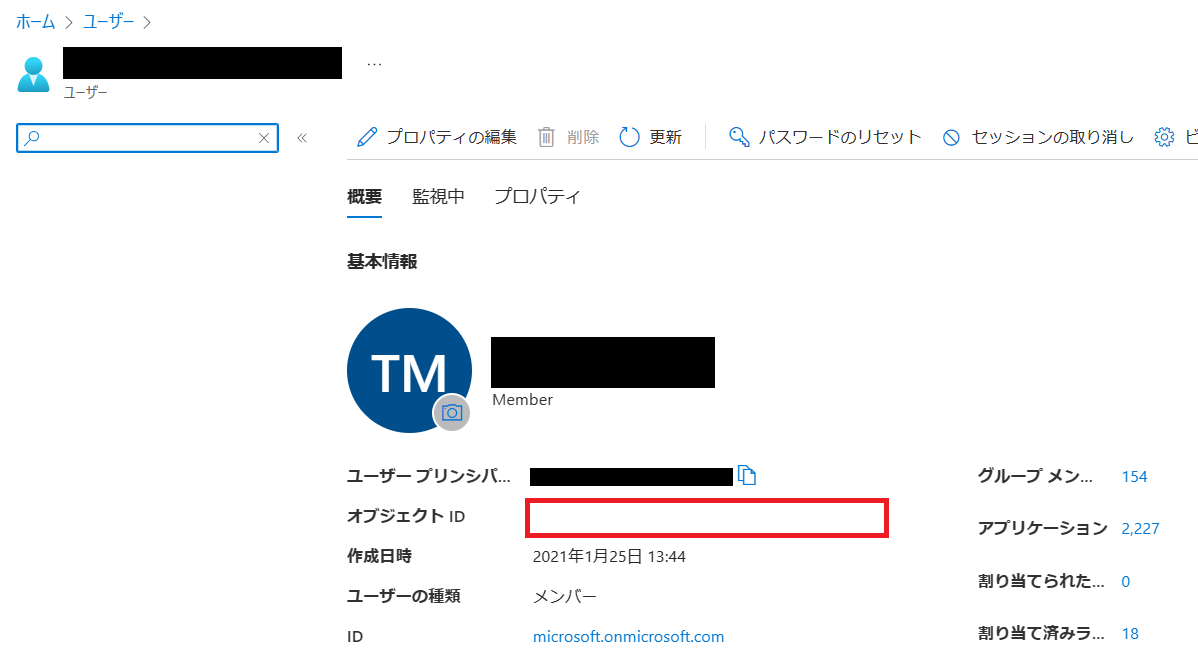 ホーム > ユーザー >
…
ユーザー
プロパティの編集 削除 更新 パスワードのリセット セッションの取り消し ビ
概要 監視中 プロパティ
基本情報
TM
Member
ユーザー プリンシパ... グループ メン... 154
オブジェクト ID アプリケーション 2,227
作成日時 2021年1月25日 13:44
ユーザーの種類 メンバー 割り当てられた... 0
ID microsoft.onmicrosoft.com 割り当て済みラ... 18